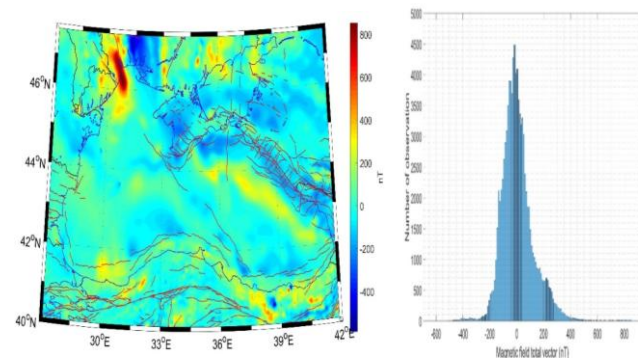 46°N
44°N
42°N
40°N
30°E
33°E
36°E
39°E
42°E
800
600
400
200
0
-200
-400
nT
5000
4500
4000
3500
3000
2500
2000
1500
1000
500
0
Number of observation
-600
-400
-200
0
200
400
600
800
Magnetic field total vector (nT)